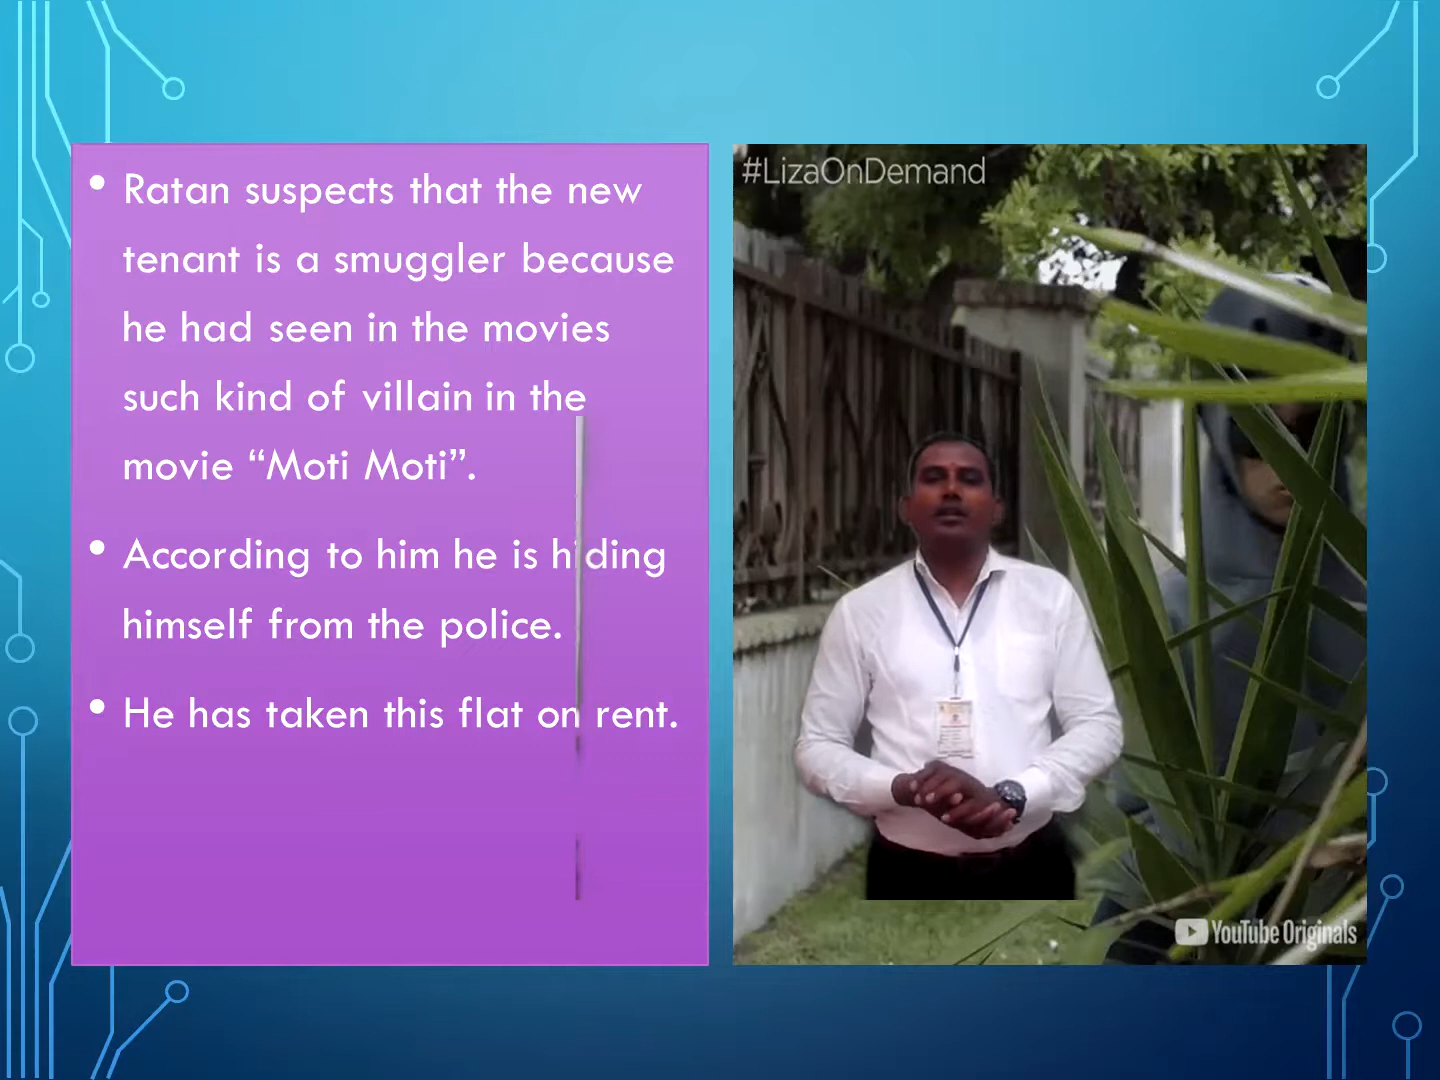 • Ratan suspects that the new
tenant is a smuggler because
he had seen in the movies
such kind of villain in the
movie “Moti Moti”.
• According to him he is hiding
himself from the police.
• He has taken this flat on rent.
#LizaOnDemand
YouTube Originals